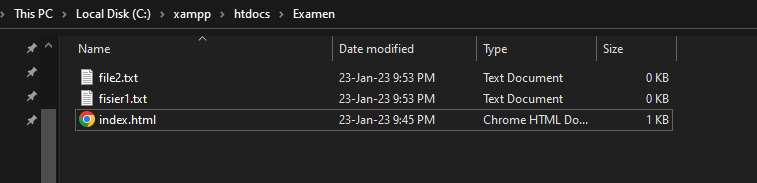 This PC > Local Disk (C:) > xampp > htdocs > Examen
Name Date modified Type Size
file2.txt 23-Jan-23 9:53 PM Text Document 0 KB
fisier1.txt 23-Jan-23 9:53 PM Text Document 0 KB
index.html 23-Jan-23 9:45 PM Chrome HTML Do... 1 KB